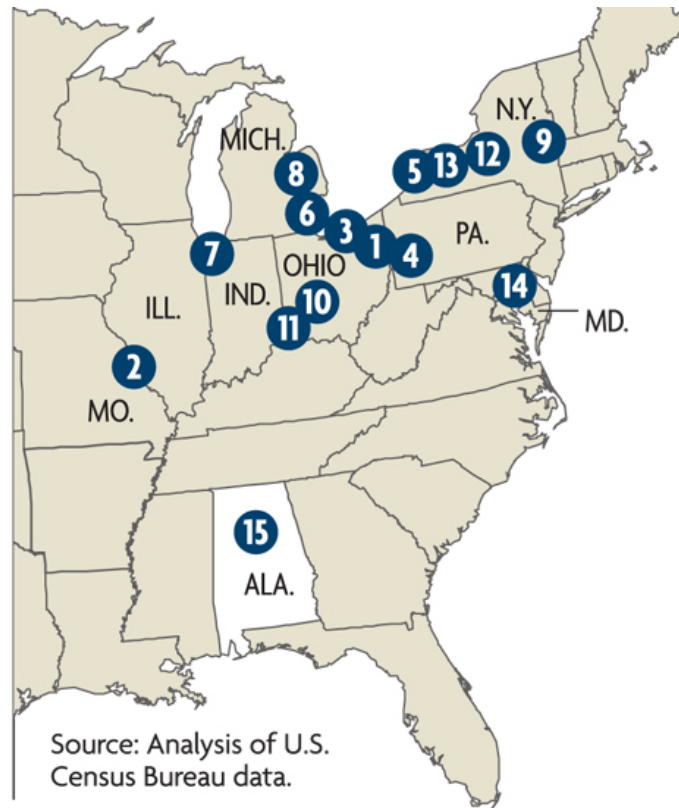 N.Y.
MICH.
9
12
13
5
8
6
3
1
4
PA.
7
OHIO
14
IND.
10
ILL.
11
MD.
2
MO.
15
ALA.
Source: Analysis of U.S.
Census Bureau data.